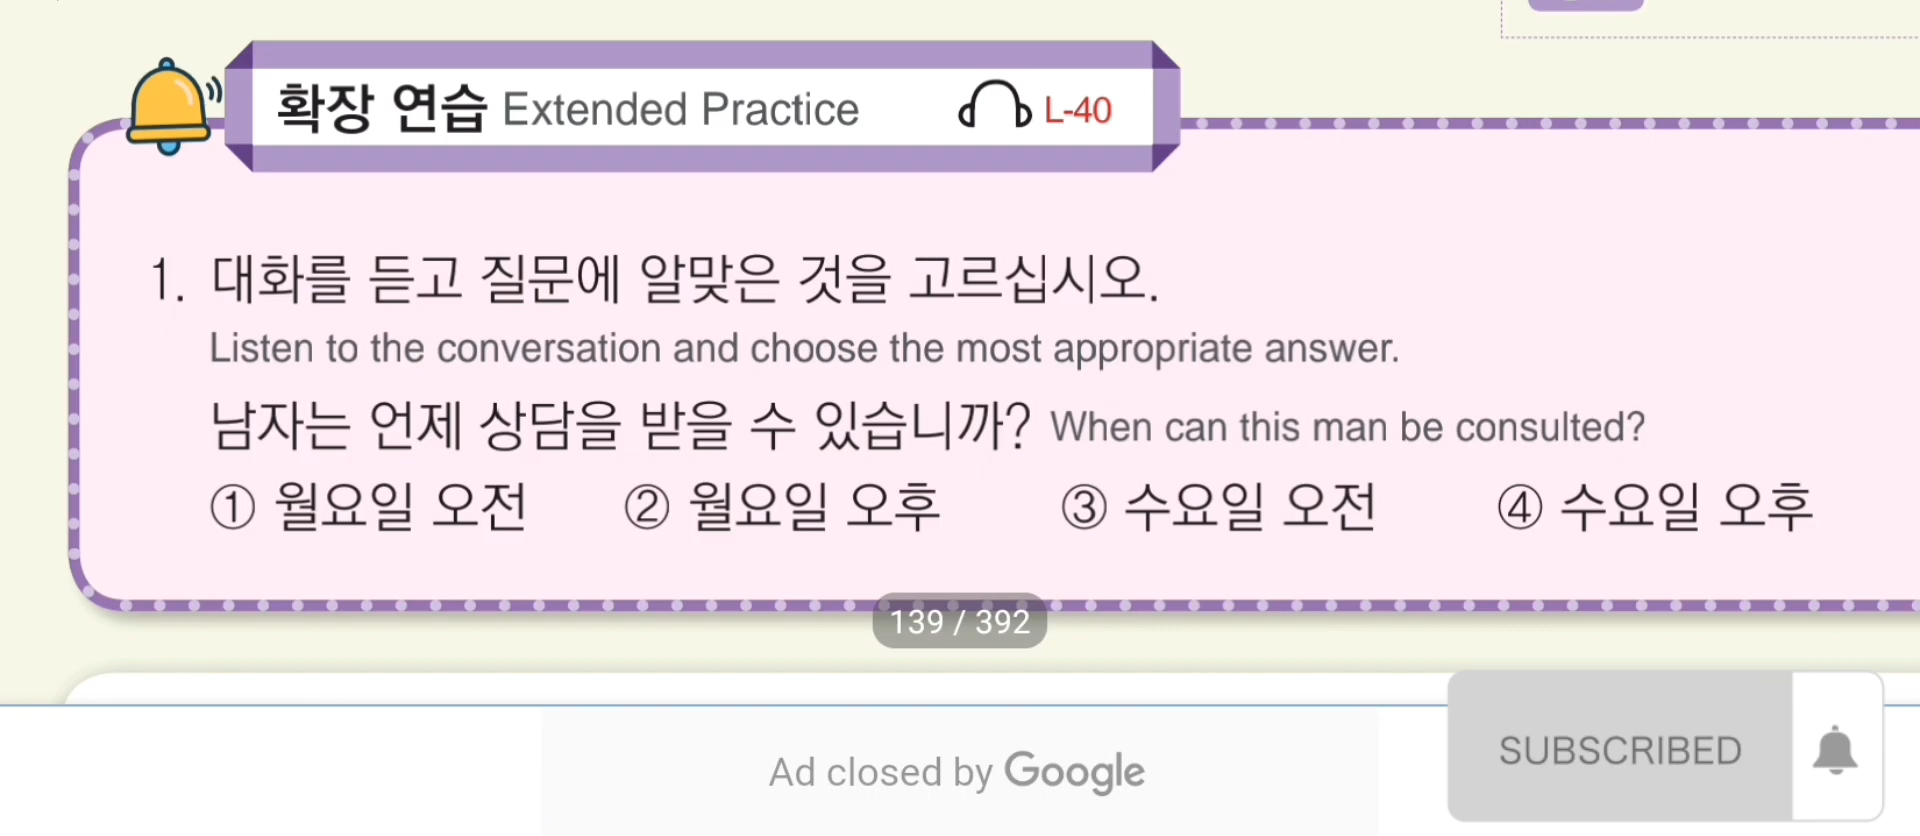 확장 연습 Extended Practice L-40
1. 대화를 듣고 질문에 알맞은 것을 고르십시오.
Listen to the conversation and choose the most appropriate answer.
남자는 언제 상담을 받을 수 있습니까? When can this man be consulted?
① 월요일 오전 ② 월요일 오후 ③ 수요일 오전 ④ 수요일 오후
139 / 392
SUBSCRIBED
Ad closed by Google